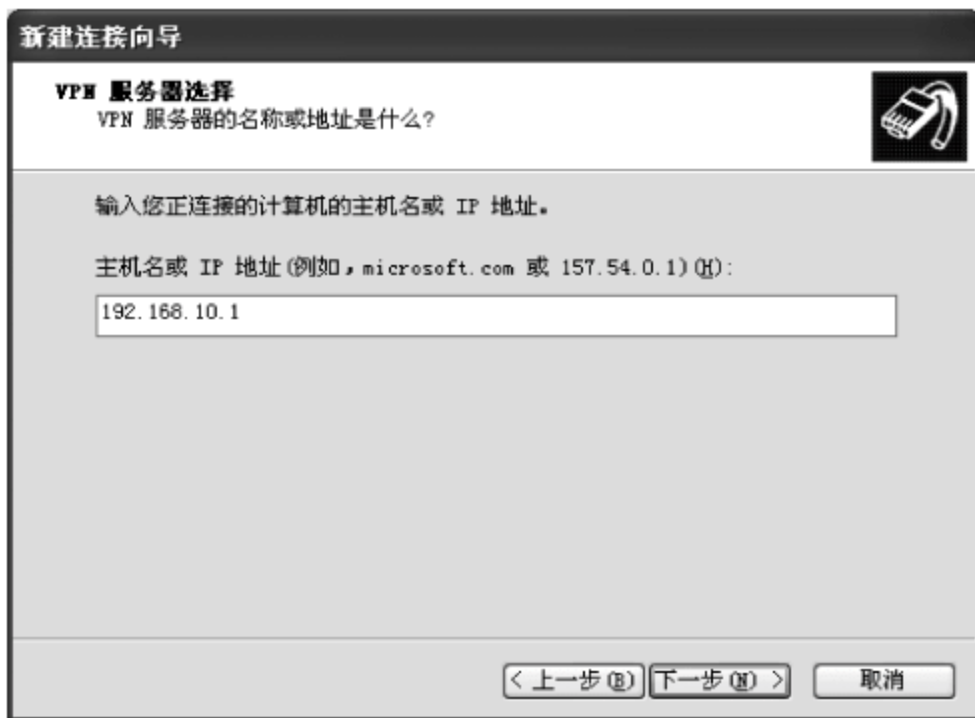 新建连接向导
VPN 服务器选择
VPN 服务器的名称或地址是什么?
输入您正连接的计算机的主机名或 IP 地址。
主机名或 IP 地址(例如，microsoft.com 或 157.54.0.1)(H):
192.168.10.1
< 上一步(B) 下一步(N) > 取消